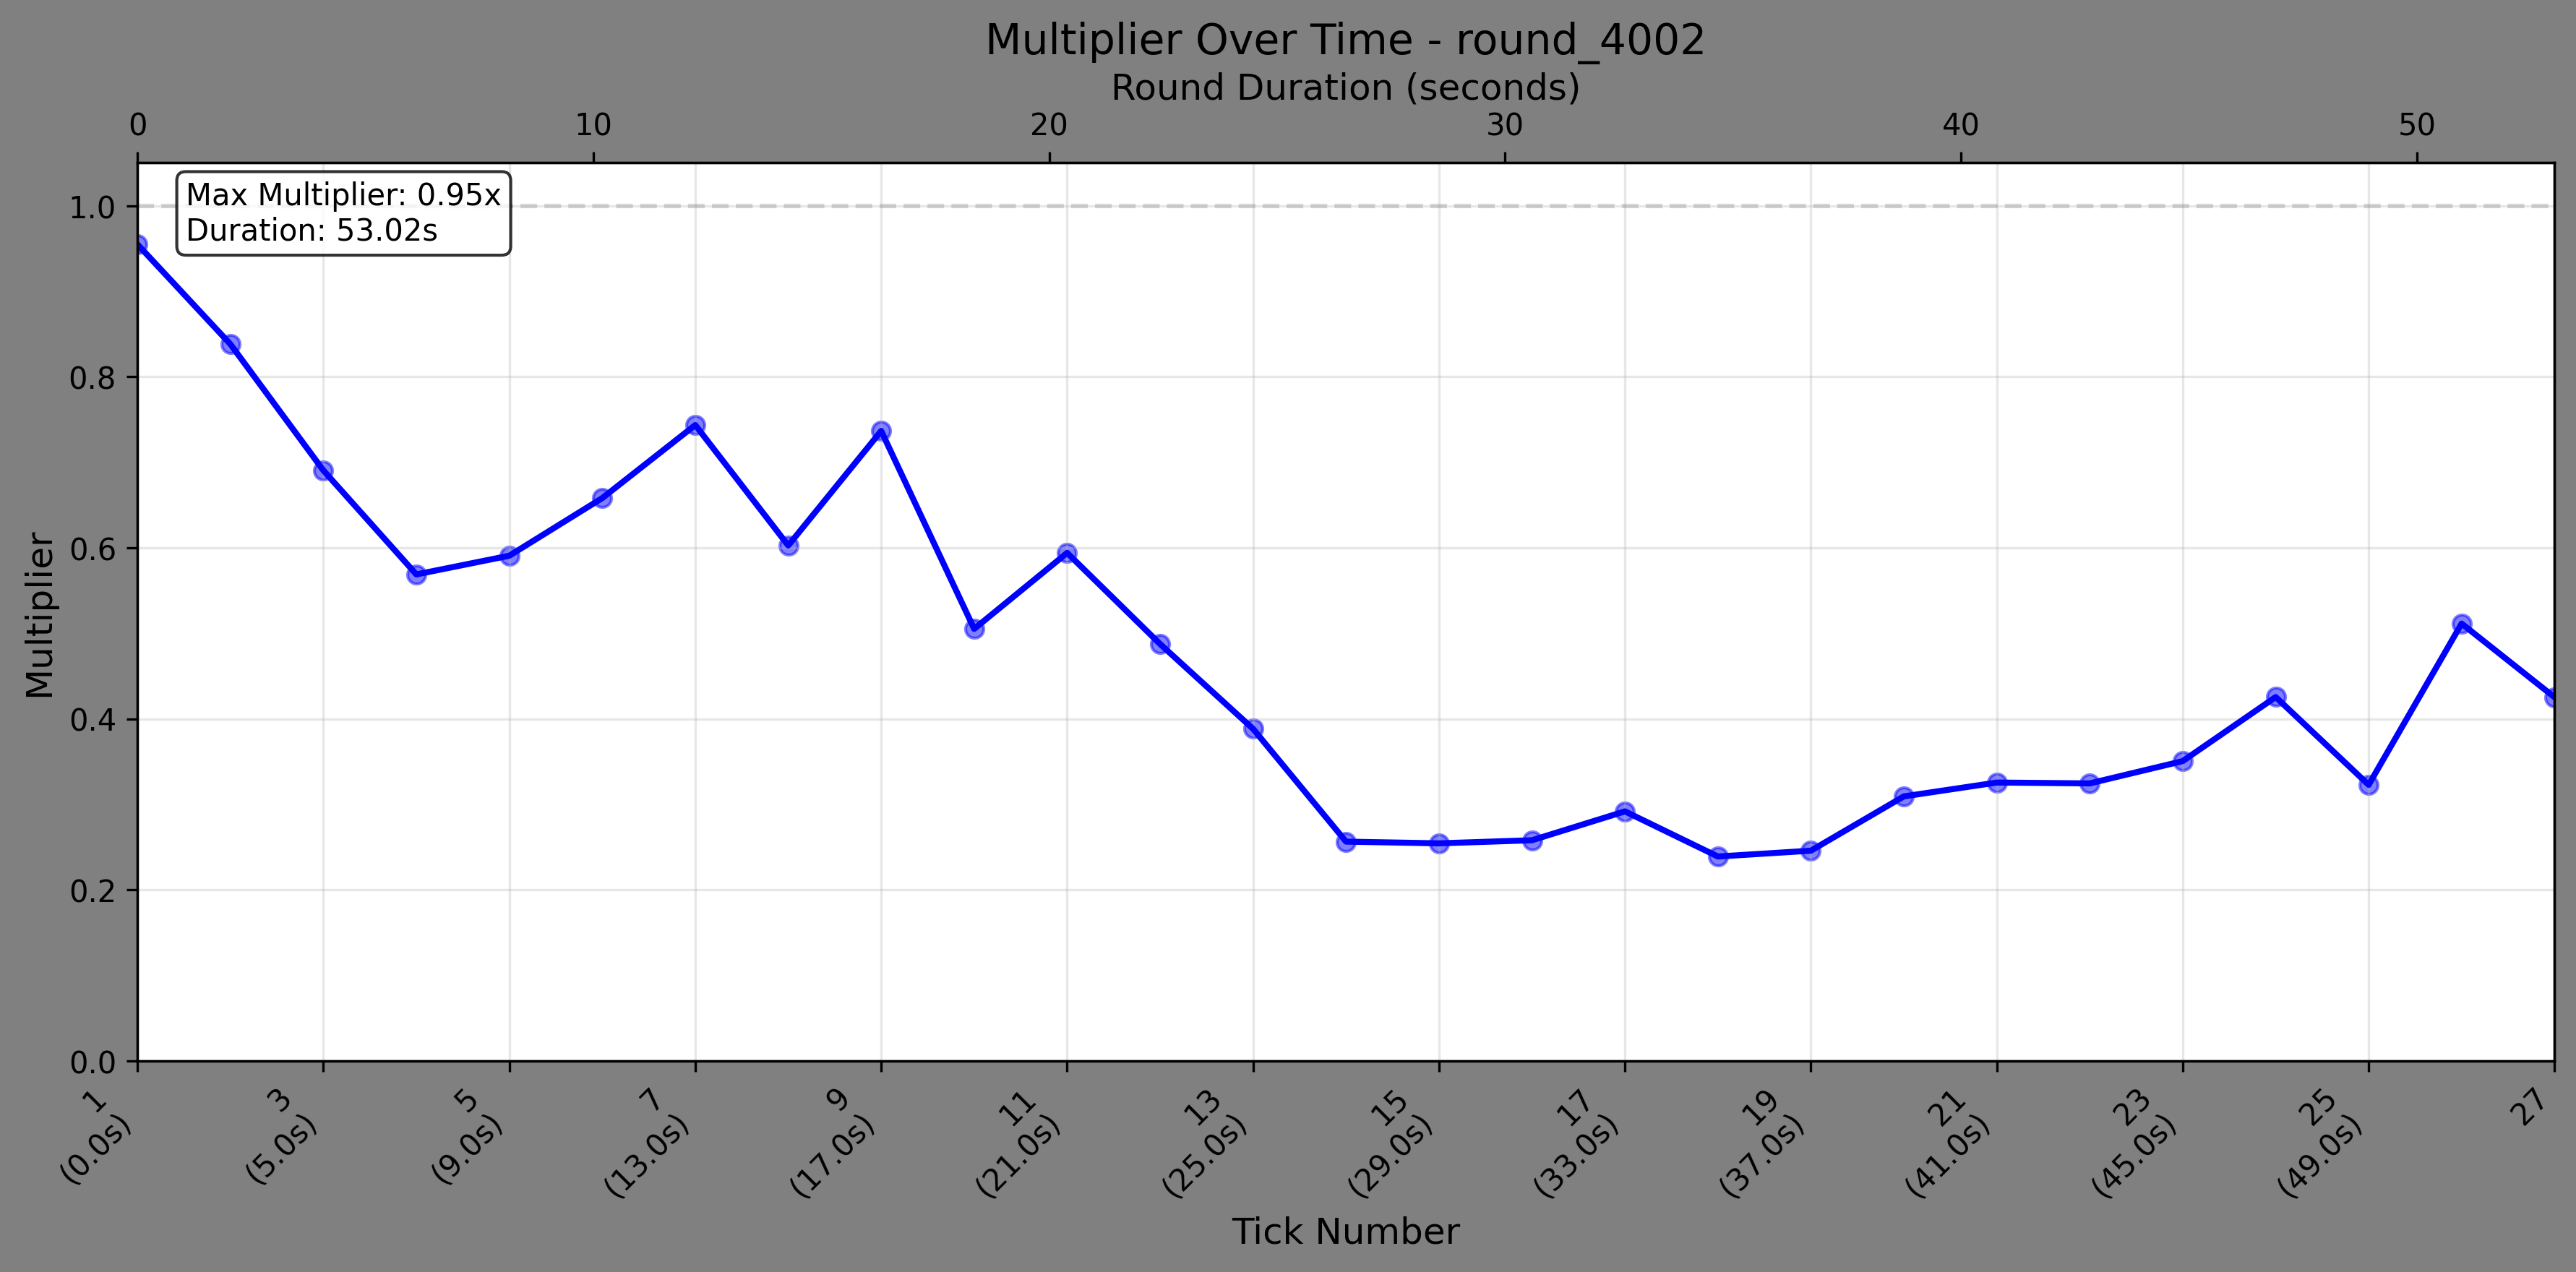 Multiplier Over Time - round_4002
Round Duration (seconds)
0 10 20 30 40 50
Max Multiplier: 0.95x
Duration: 53.02s
1.0
0.8
0.6
0.4
0.2
0.0
Multiplier
1
(0.0s)
3
(5.0s)
5
(9.0s)
7
(13.0s)
9
(17.0s)
11
(21.0s)
13
(25.0s)
15
(29.0s)
17
(33.0s)
19
(37.0s)
21
(41.0s)
23
(45.0s)
25
(49.0s)
27
Tick Number